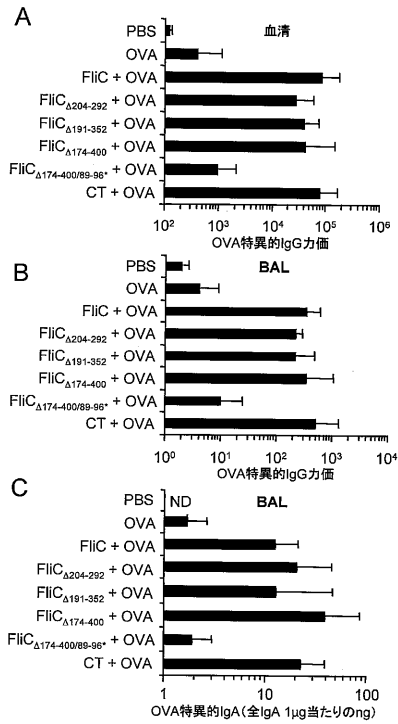 A
血清
PBS
OVA
FliC + OVA
FliCΔ204-292 + OVA
FliCΔ191-352 + OVA
FliCΔ174-400 + OVA
FliCΔ174-400/89-96* + OVA
CT + OVA
10² 10³ 10⁴ 10⁵ 10⁶
OVA特異的IgG力価
B
BAL
PBS
OVA
FliC + OVA
FliCΔ204-292 + OVA
FliCΔ191-352 + OVA
FliCΔ174-400 + OVA
FliCΔ174-400/89-96* + OVA
CT + OVA
10⁰ 10¹ 10² 10³ 10⁴
OVA特異的IgG力価
C
PBS ND BAL
OVA
FliC + OVA
FliCΔ204-292 + OVA
FliCΔ191-352 + OVA
FliCΔ174-400 + OVA
FliCΔ174-400/89-96* + OVA
CT + OVA
1 10 100
OVA特異的IgA(全IgA 1μg当たりのng)